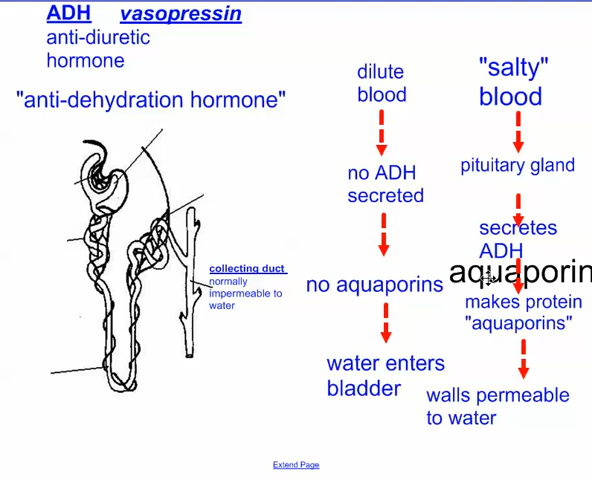 ADH vasopressin
anti-diuretic
hormone
"anti-dehydration hormone"
collecting duct
normally
impermeable to
water
dilute
blood
no ADH
secreted
no aquaporins
water enters
bladder
"salty"
blood
pituitary gland
secretes
ADH
aquaporin
makes protein
"aquaporins"
walls permeable
to water
Extend Page